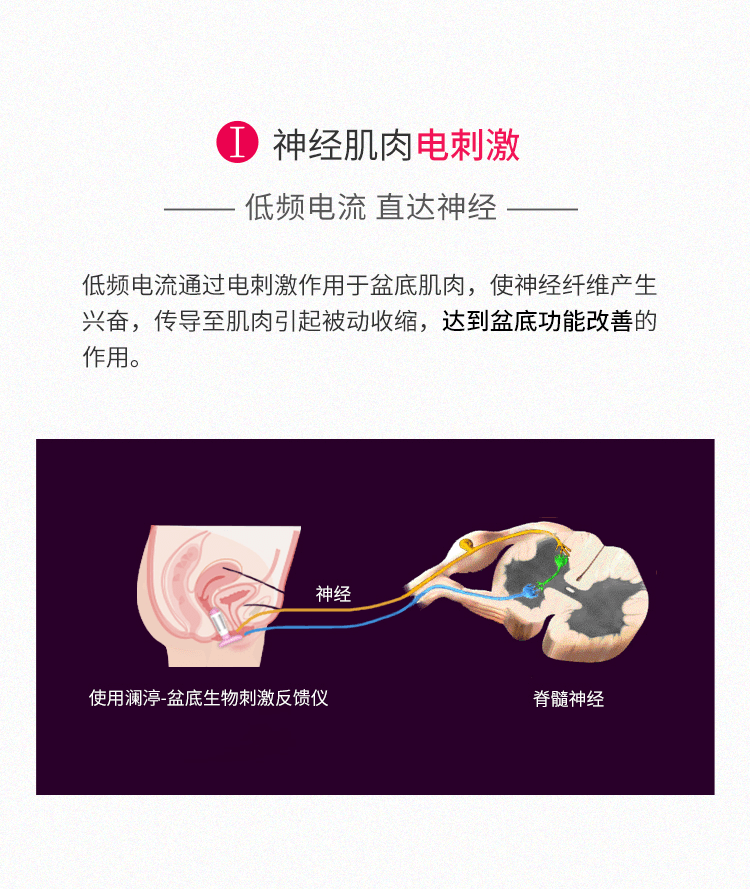 I 神经肌肉电刺激
低频电流 直达神经
低频电流通过电刺激作用于盆底肌肉，使神经纤维产生
兴奋，传导至肌肉引起被动收缩，达到盆底功能改善的
作用。
神经
使用澜渟-盆底生物刺激反馈仪
脊髓神经